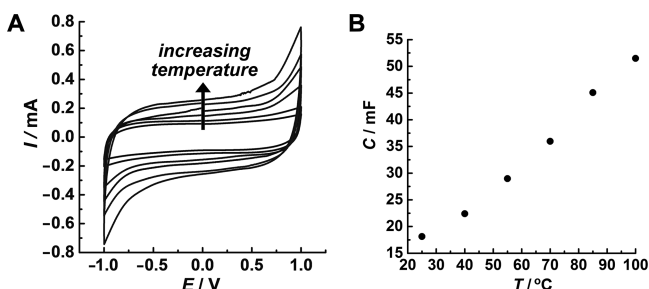 A
I / mA
0.8
0.6
0.4
0.2
0.0
−0.2
−0.4
−0.6
−0.8
increasing
temperature
−1.0 −0.5 0.0 0.5 1.0
E / V
B
C / mF
55
50
45
40
35
30
25
20
15
20 30 40 50 60 70 80 90 100
T / ºC